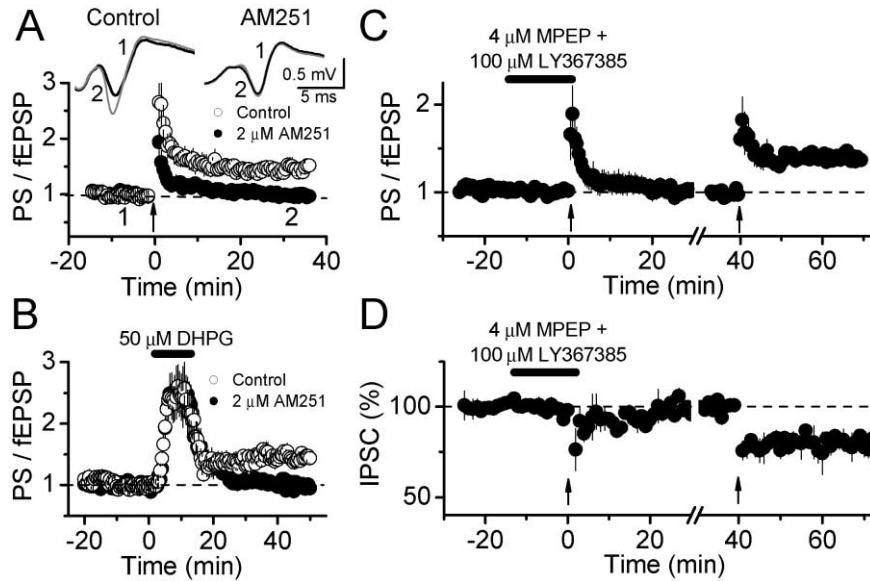 A
Control
AM251
1
2
1
2
0.5 mV
5 ms
Control
2 μM AM251
PS / fEPSP
3
2
1
1
2
-20
0
20
40
Time (min)
B
50 μM DHPG
Control
2 μM AM251
PS / fEPSP
3
2
1
-20
0
20
40
Time (min)
C
4 μM MPEP +
100 μM LY367385
PS / fEPSP
2
1
-20
0
20
40
60
Time (min)
D
4 μM MPEP +
100 μM LY367385
IPSC (%)
100
50
-20
0
20
40
60
Time (min)